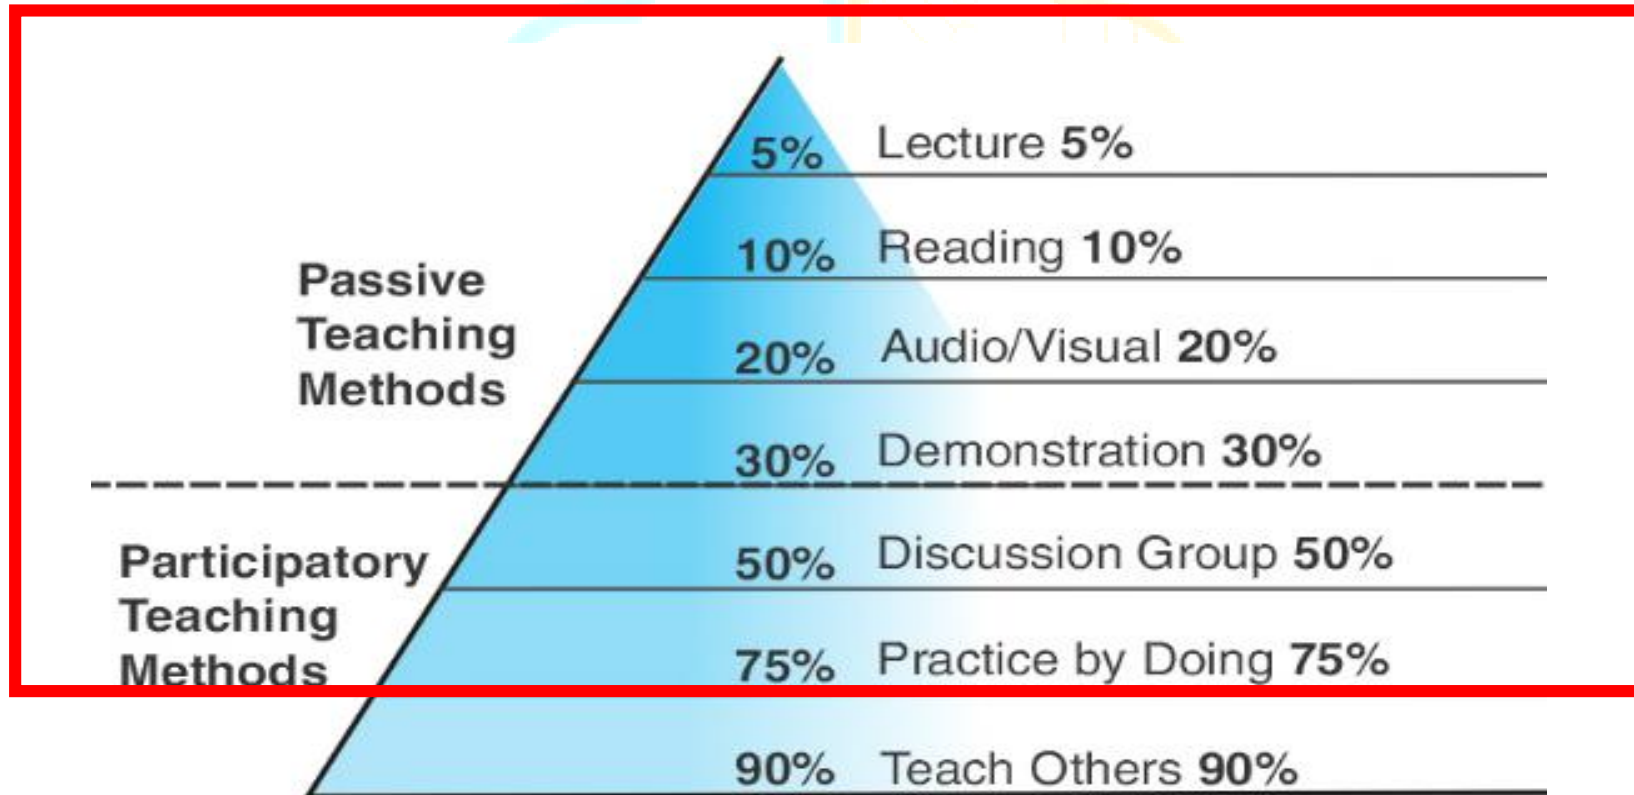 5% Lecture 5%
10% Reading 10%
Passive
Teaching
Methods
20% Audio/Visual 20%
30% Demonstration 30%
Participatory
Teaching
Methods
50% Discussion Group 50%
75% Practice by Doing 75%
90% Teach Others 90%